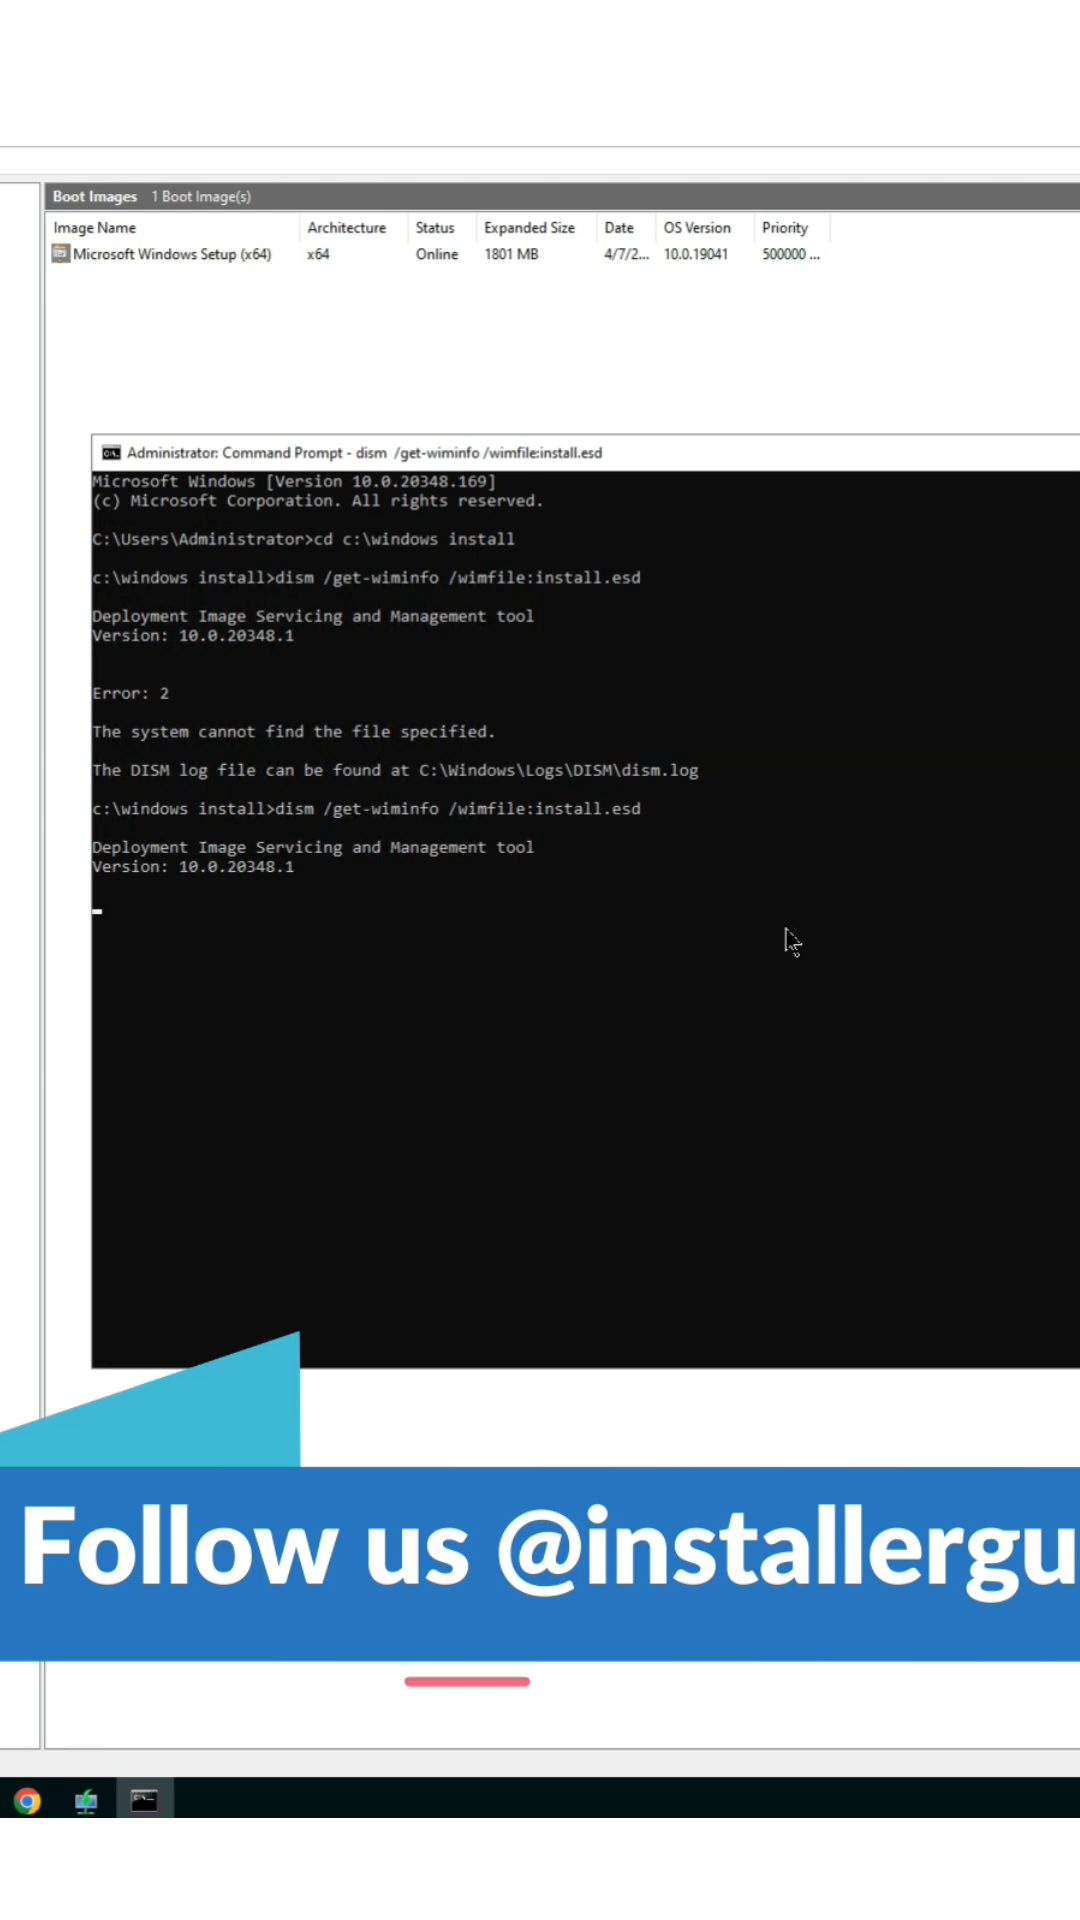 Boot Images 1 Boot Image(s)
Image Name Architecture Status Expanded Size Date OS Version Priority
Microsoft Windows Setup (x64) x64 Online 1801 MB 4/7/2... 10.0.19041 500000 ...
Administrator: Command Prompt - dism /get-wiminfo /wimfile:install.esd
Microsoft Windows [Version 10.0.20348.169]
(c) Microsoft Corporation. All rights reserved.
C:\Users\Administrator>cd c:\windows install
c:\windows install>dism /get-wiminfo /wimfile:install.esd
Deployment Image Servicing and Management tool
Version: 10.0.20348.1
Error: 2
The system cannot find the file specified.
The DISM log file can be found at C:\Windows\Logs\DISM\dism.log
c:\windows install>dism /get-wiminfo /wimfile:install.esd
Deployment Image Servicing and Management tool
Version: 10.0.20348.1
Follow us @installergu